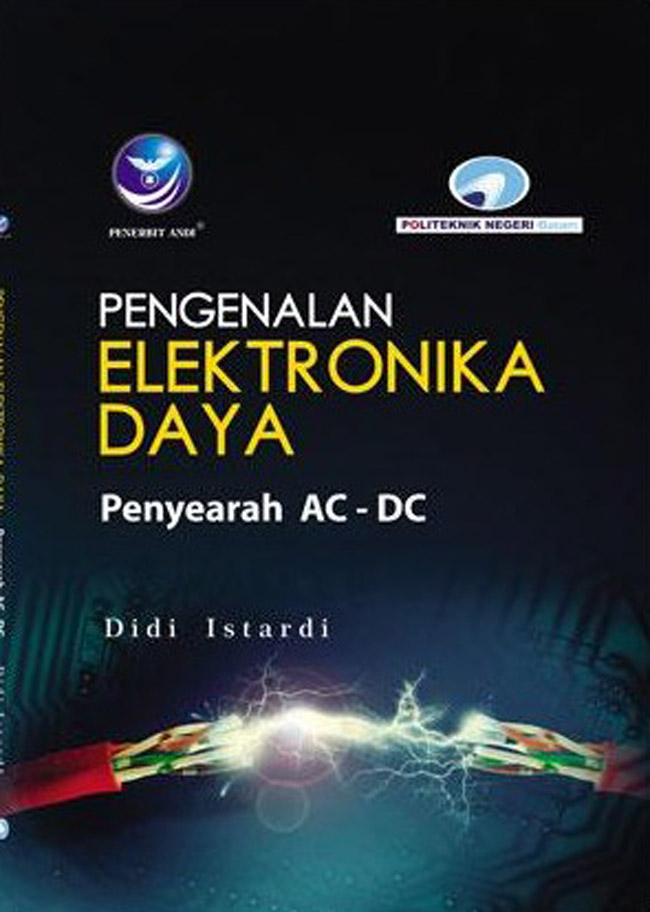 PENERBIT ANDI®
POLITEKNIK NEGERI Batam
PENGENALAN
ELEKTRONIKA
DAYA
Penyearah AC - DC
Didi Istardi